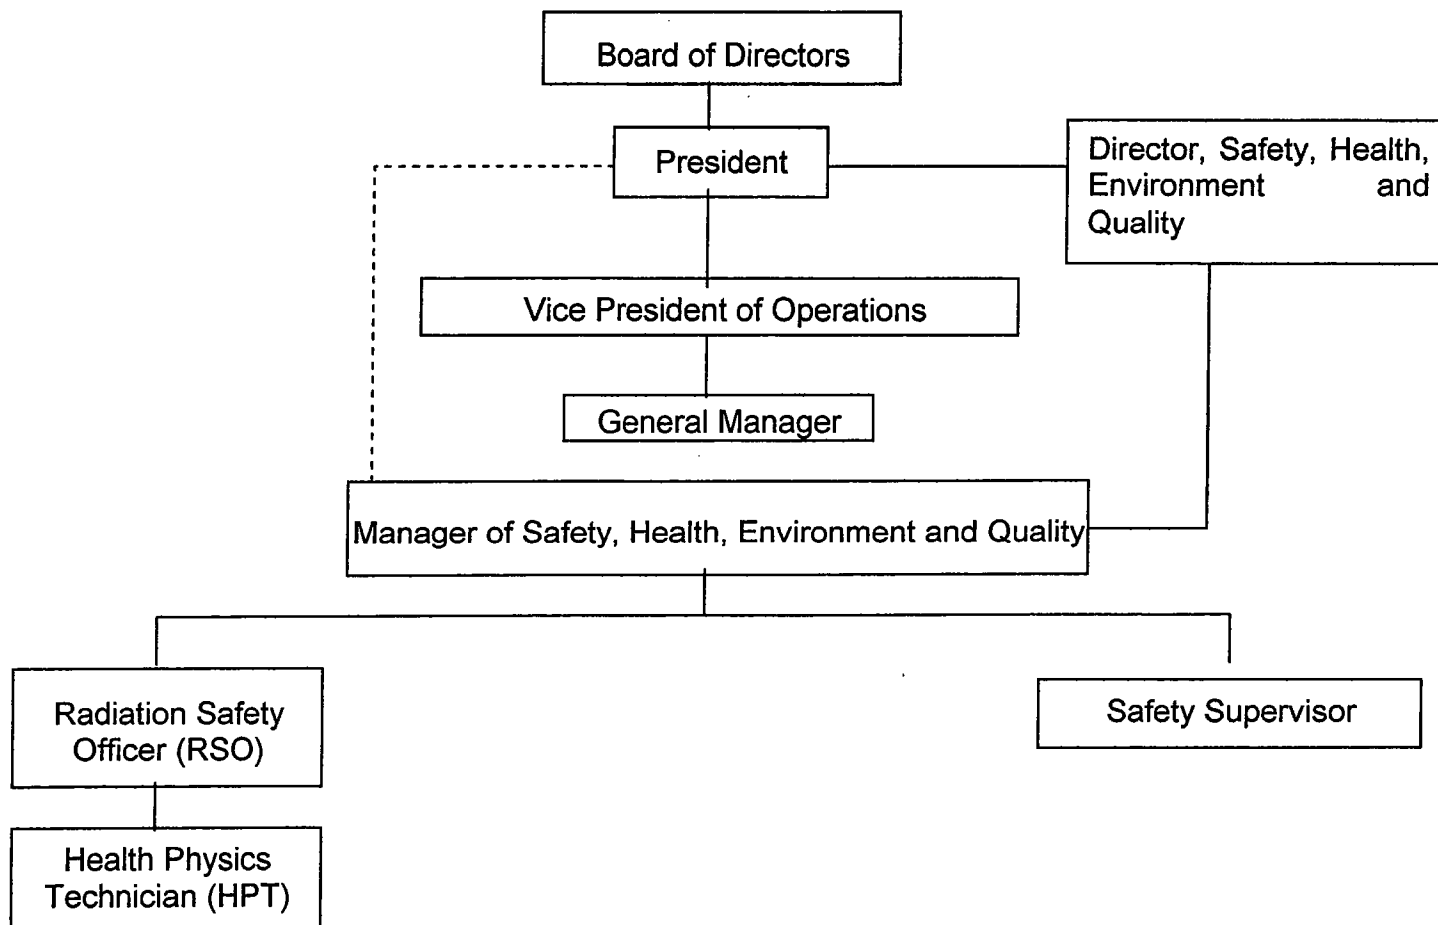 Board of Directors
President
Director, Safety, Health,
Environment and
Quality
Vice President of Operations
General Manager
Manager of Safety, Health, Environment and Quality
Radiation Safety
Officer (RSO)
Safety Supervisor
Health Physics
Technician (HPT)